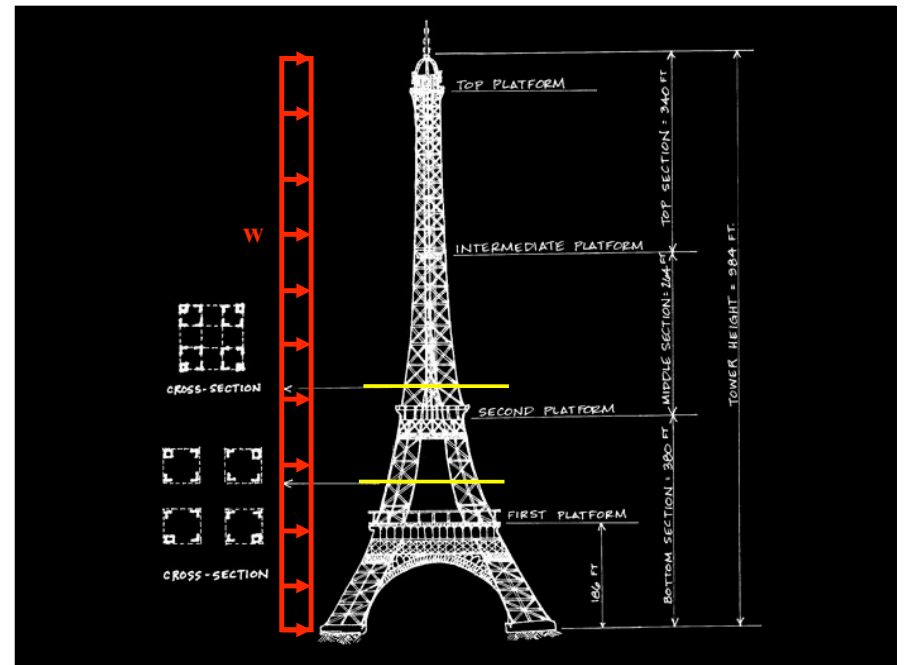 TOP PLATFORM
TOP SECTION = 340 FT
W
INTERMEDIATE PLATFORM
MIDDLE SECTION = 264 FT
TOWER HEIGHT = 984 FT.
CROSS-SECTION
SECOND PLATFORM
FIRST PLATFORM
BOTTOM SECTION = 380 FT
186 FT
CROSS-SECTION